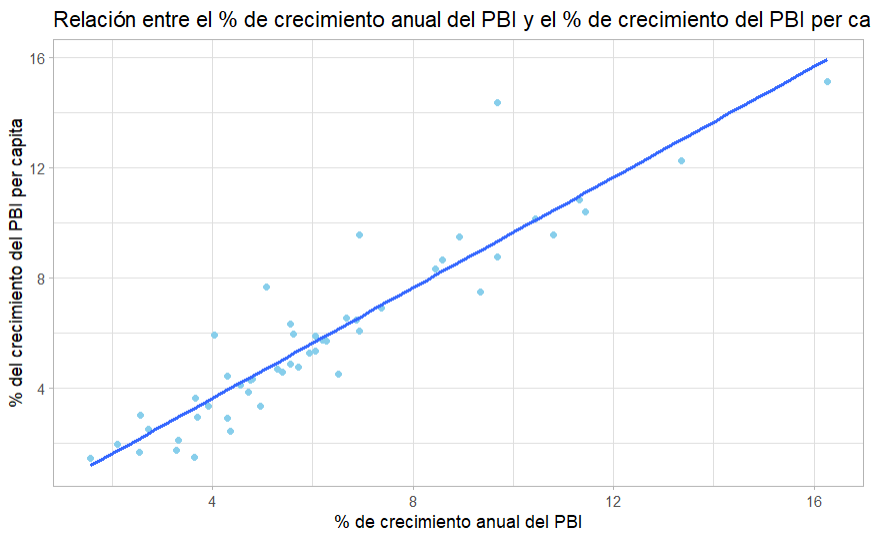 Relación entre el % de crecimiento anual del PBI y el % de crecimiento del PBI per ca
16
12
8
4
% del crecimiento del PBI per capita
4 8 12 16
% de crecimiento anual del PBI